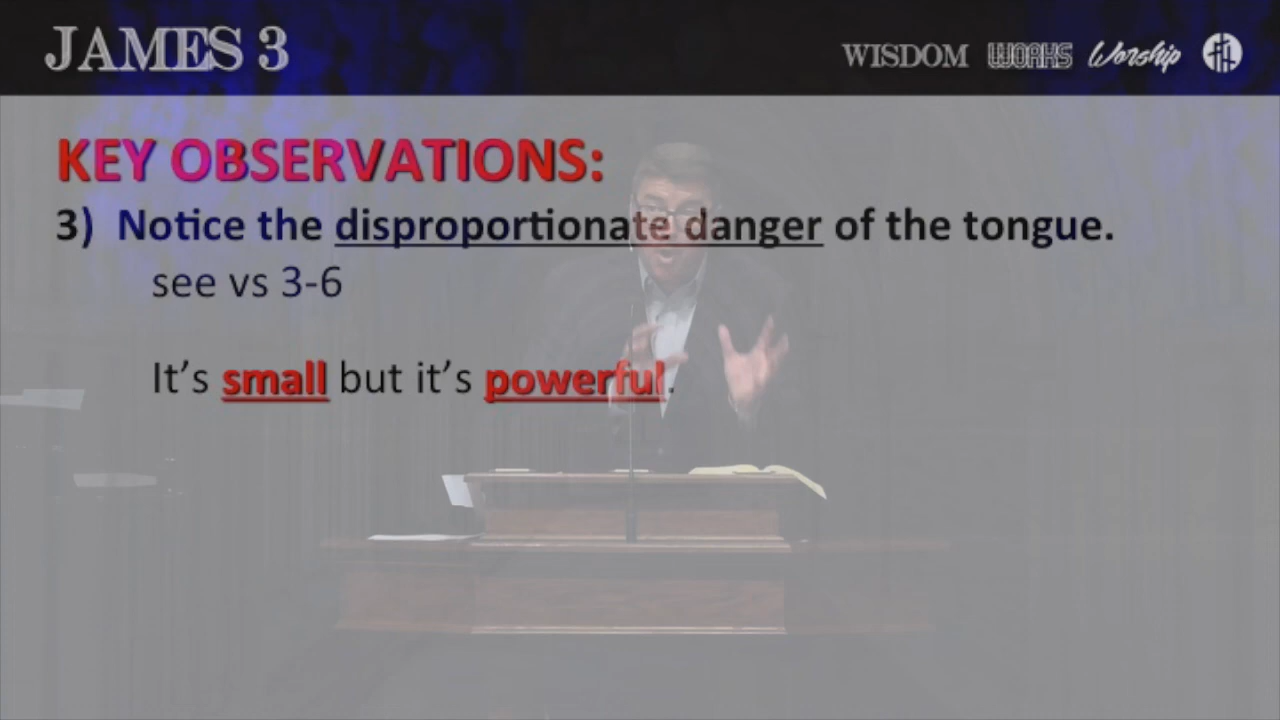 JAMES 3
WISDOM WORKS Worship
KEY OBSERVATIONS:
3) Notice the disproportionate danger of the tongue.
see vs 3-6
It's small but it's powerful.